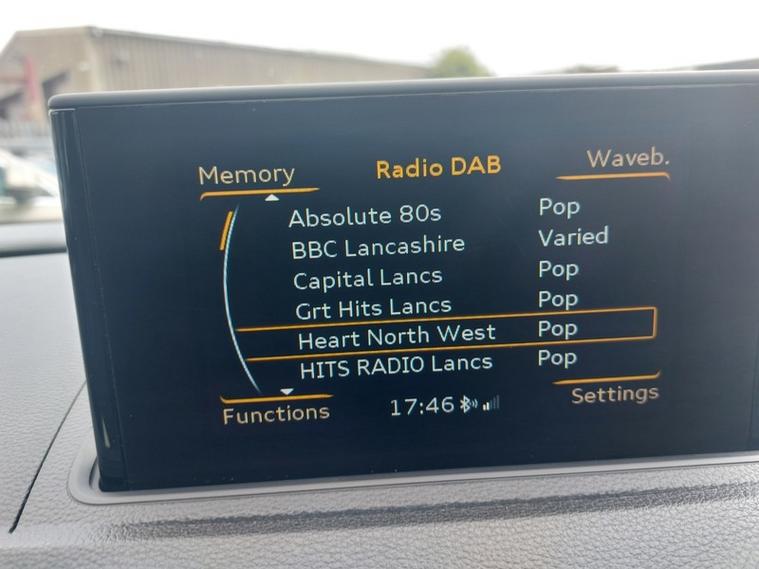 Memory Radio DAB Waveb.
Absolute 80s Pop
BBC Lancashire Varied
Capital Lancs Pop
Grt Hits Lancs Pop
Heart North West Pop
HITS RADIO Lancs Pop
Functions 17:46 Settings